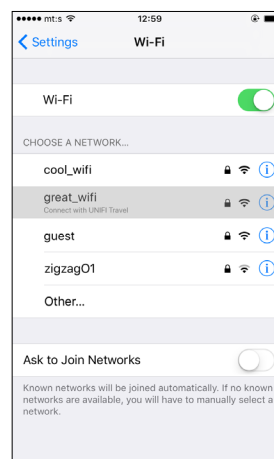 mt:s 12:59
Settings Wi-Fi
Wi-Fi
CHOOSE A NETWORK...
cool_wifi
great_wifi
Connect with UNIFI Travel
guest
zigzag01
Other...
Ask to Join Networks
Known networks will be joined automatically. If no known
networks are available, you will have to manually select a
network.